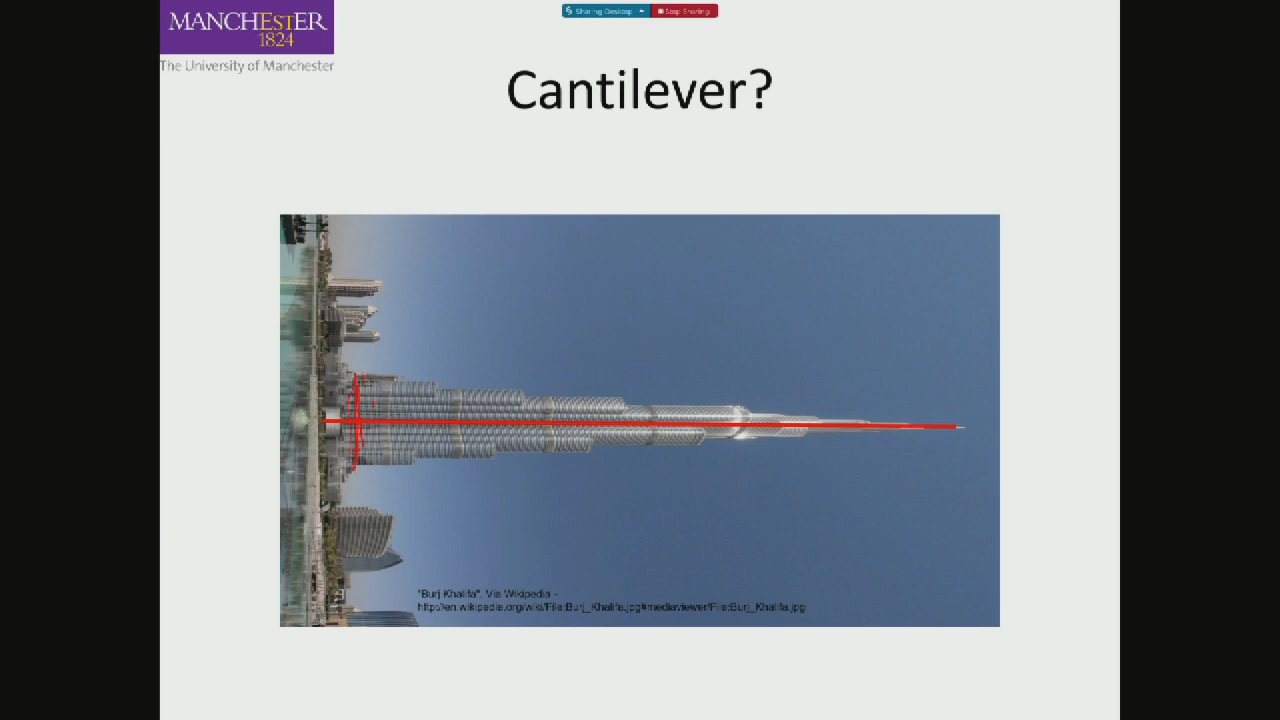 MANCHESTER
1824
The University of Manchester
Sharing Desktop
Stop Sharing
Cantilever?
"Burj Khalifa". Via Wikipedia -
http://en.wikipedia.org/wiki/File:Burj_Khalifa.jpg#mediaviewer/File:Burj_Khalifa.jpg